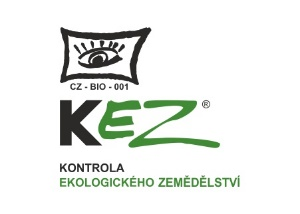 CZ - BIO - 001
KEZ®
KONTROLA
EKOLOGICKÉHO ZEMĚDĚLSTVÍ